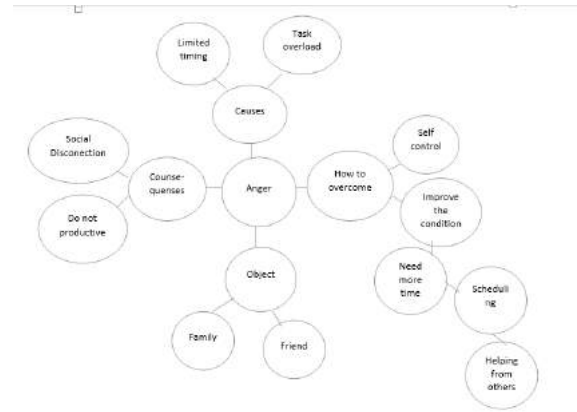 Limited
timing
Task
overload
Causes
Self
control
Social
Disconection
Counse-
quenses
Anger
How to
overcome
Improve
the
condition
Do not
productive
Object
Need
more
time
Scheduli
ng
Family
Friend
Helping
from
others